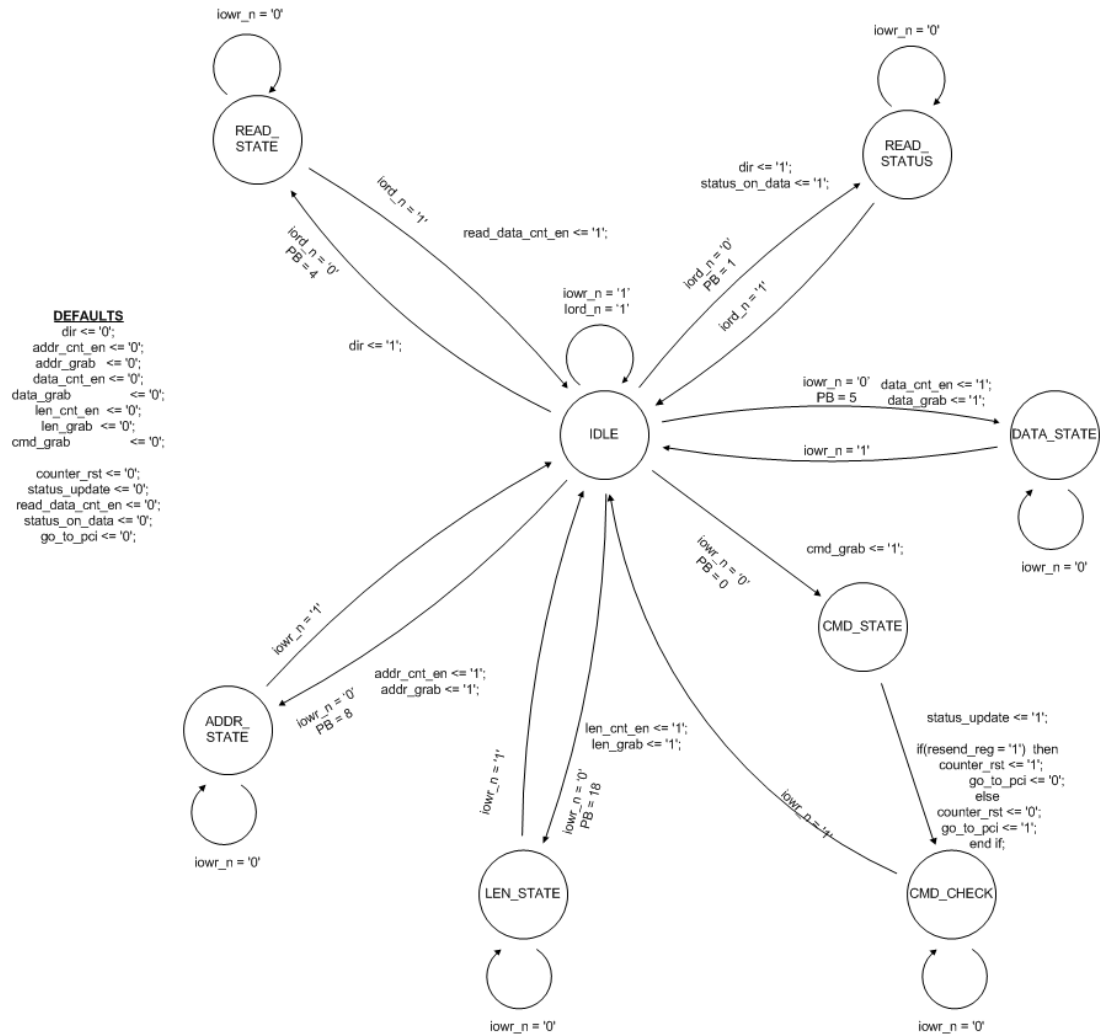 iowr_n = '0'
READ_
STATE
iord_n = '1'
read_data_cnt_en <= '1';
iord_n = '0'
PB = 4
dir <= '1';
iowr_n = '0'
READ_
STATUS
dir <= '1';
status_on_data <= '1';
iord_n = '0'
PB = 1
iord_n = '1'
iowr_n = '1'
Iord_n = '1'
IDLE
DEFAULTS
dir <= '0';
addr_cnt_en <= '0';
addr_grab <= '0';
data_cnt_en <= '0';
data_grab <= '0';
len_cnt_en <= '0';
len_grab <= '0';
cmd_grab <= '0';
counter_rst <= '0';
status_update <= '0';
read_data_cnt_en <= '0';
status_on_data <= '0';
go_to_pci <= '0';
iowr_n = '0'
PB = 5
data_cnt_en <= '1';
data_grab <= '1';
iowr_n = '1'
DATA_STATE
iowr_n = '0'
cmd_grab <= '1';
iowr_n = '0'
PB = 0
CMD_STATE
iowr_n = '1'
addr_cnt_en <= '1';
addr_grab <= '1';
iowr_n = '0'
PB = 8
ADDR_
STATE
iowr_n = '0'
len_cnt_en <= '1';
len_grab <= '1';
iowr_n = '1'
iowr_n = '0'
PB = 18
LEN_STATE
iowr_n = '0'
status_update <= '1';
if(resend_reg = '1') then
counter_rst <= '1';
go_to_pci <= '0';
else
counter_rst <= '0';
go_to_pci <= '1';
end if;
iowr_n = '1'
CMD_CHECK
iowr_n = '0'